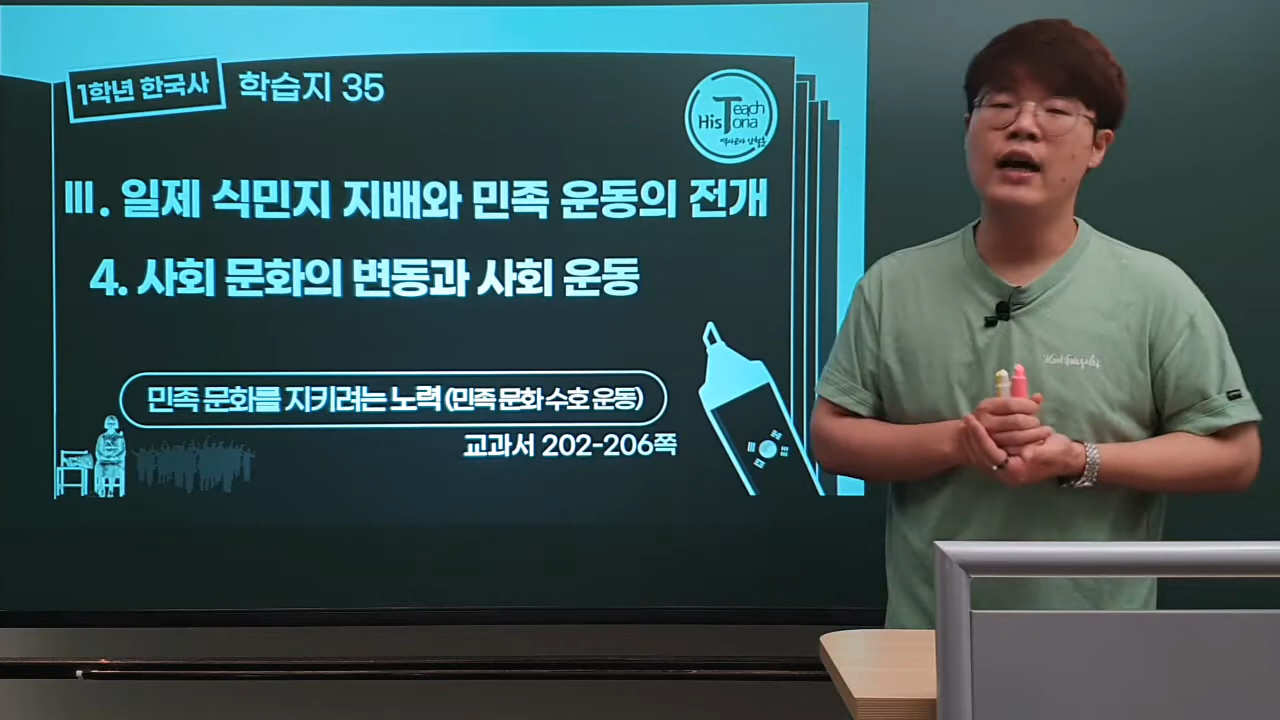 1학년 한국사 학습지 35
Teach
HisToria
Ⅲ. 일제 식민지 지배와 민족 운동의 전개
4. 사회 문화의 변동과 사회 운동
민족 문화를 지키려는 노력 (민족 문화 수호 운동)
교과서 202-206쪽